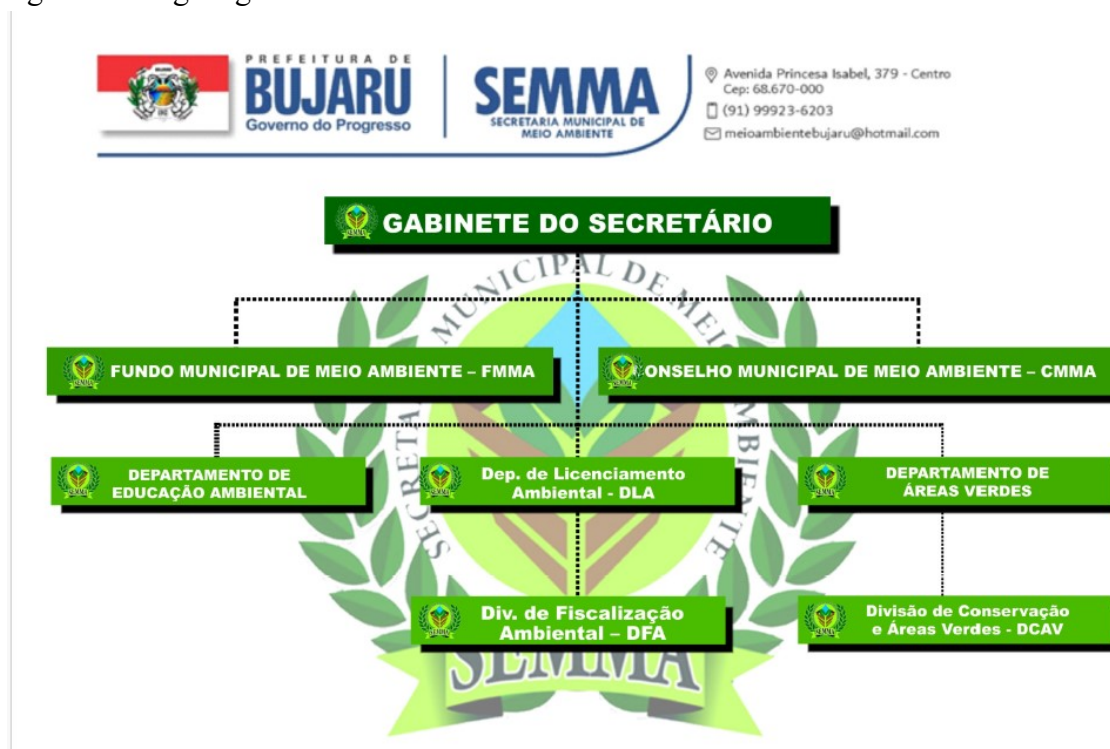 PREFEITURA DE
BUJARU
Governo do Progresso
SEMMA
SECRETARIA MUNICIPAL DE
MEIO AMBIENTE
Avenida Princesa Isabel, 379 - Centro
Cep: 68.670-000
(91) 99923-6203
meioambientebujaru@hotmail.com
GABINETE DO SECRETÁRIO
FUNDO MUNICIPAL DE MEIO AMBIENTE – FMMA
CONSELHO MUNICIPAL DE MEIO AMBIENTE – CMMA
DEPARTAMENTO DE
EDUCAÇÃO AMBIENTAL
Dep. de Licenciamento
Ambiental - DLA
DEPARTAMENTO DE
ÁREAS VERDES
Div. de Fiscalização
Ambiental – DFA
Divisão de Conservação
e Áreas Verdes - DCAV
SECRETARIA MUNICIPAL DE MEIO AMBIENTE
SEMMA